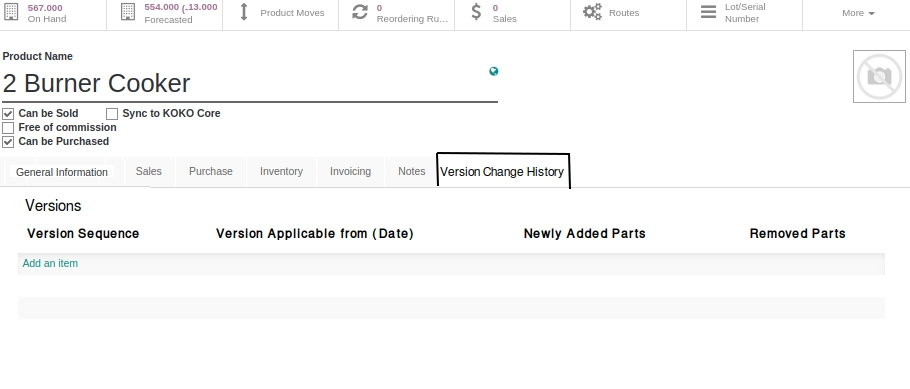 567.000
On Hand
554.000 (-13.000
Forecasted
Product Moves
0
Reordering Ru...
0
Sales
Routes
Lot/Serial
Number
More
Product Name
2 Burner Cooker
Can be Sold
Sync to KOKO Core
Free of commission
Can be Purchased
General Information
Sales
Purchase
Inventory
Invoicing
Notes
Version Change History
Versions
Version Sequence
Version Applicable from (Date)
Newly Added Parts
Removed Parts
Add an item